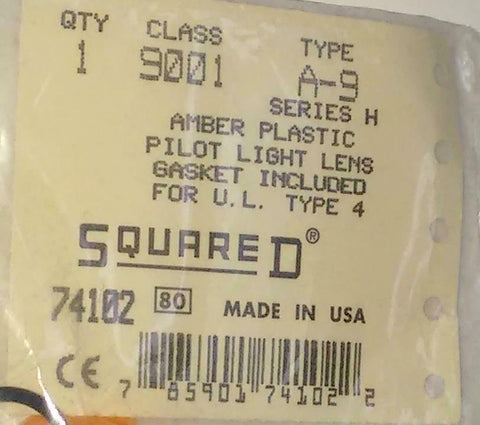 QTY CLASS TYPE
1 9001 A-9
SERIES H
AMBER PLASTIC
PILOT LIGHT LENS
GASKET INCLUDED
FOR U.L. TYPE 4
SQUARE D®
74102 80 MADE IN USA
CE
7 85901 74102 2